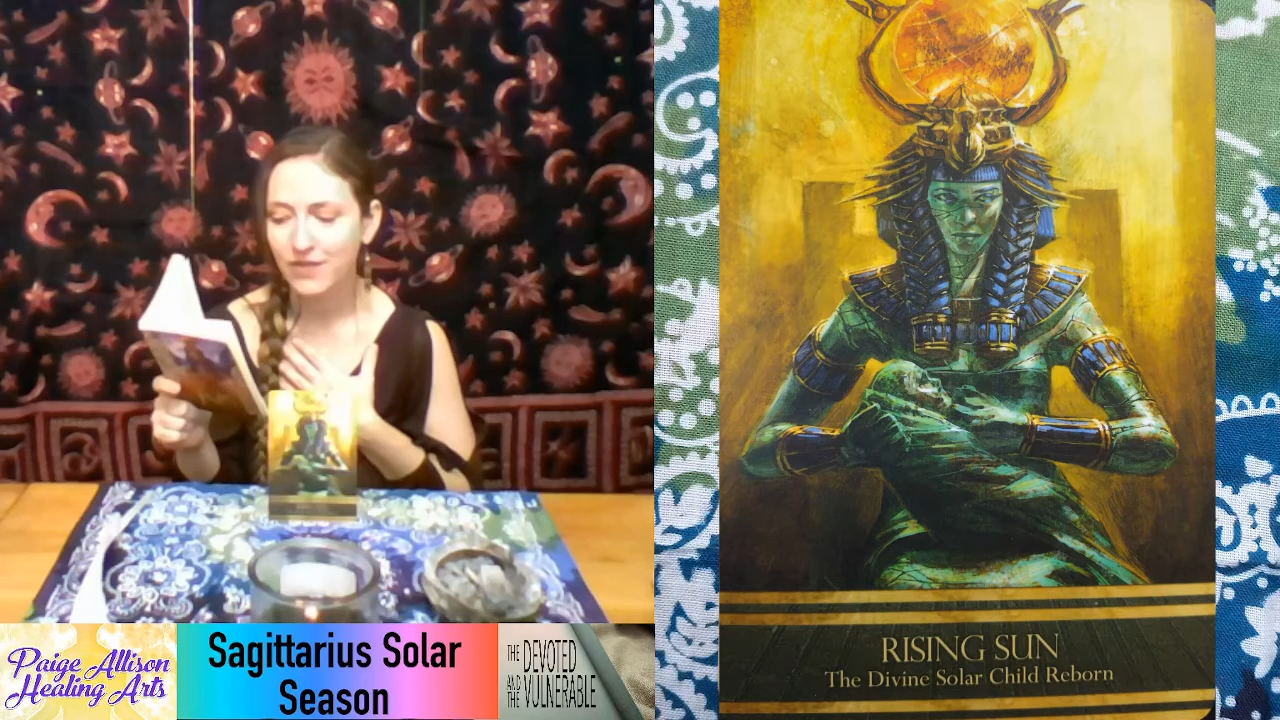 Paige Allison
Healing Arts
Sagittarius Solar
Season
THE DEVOTED
AND THE VULNERABLE
RISING SUN
The Divine Solar Child Reborn